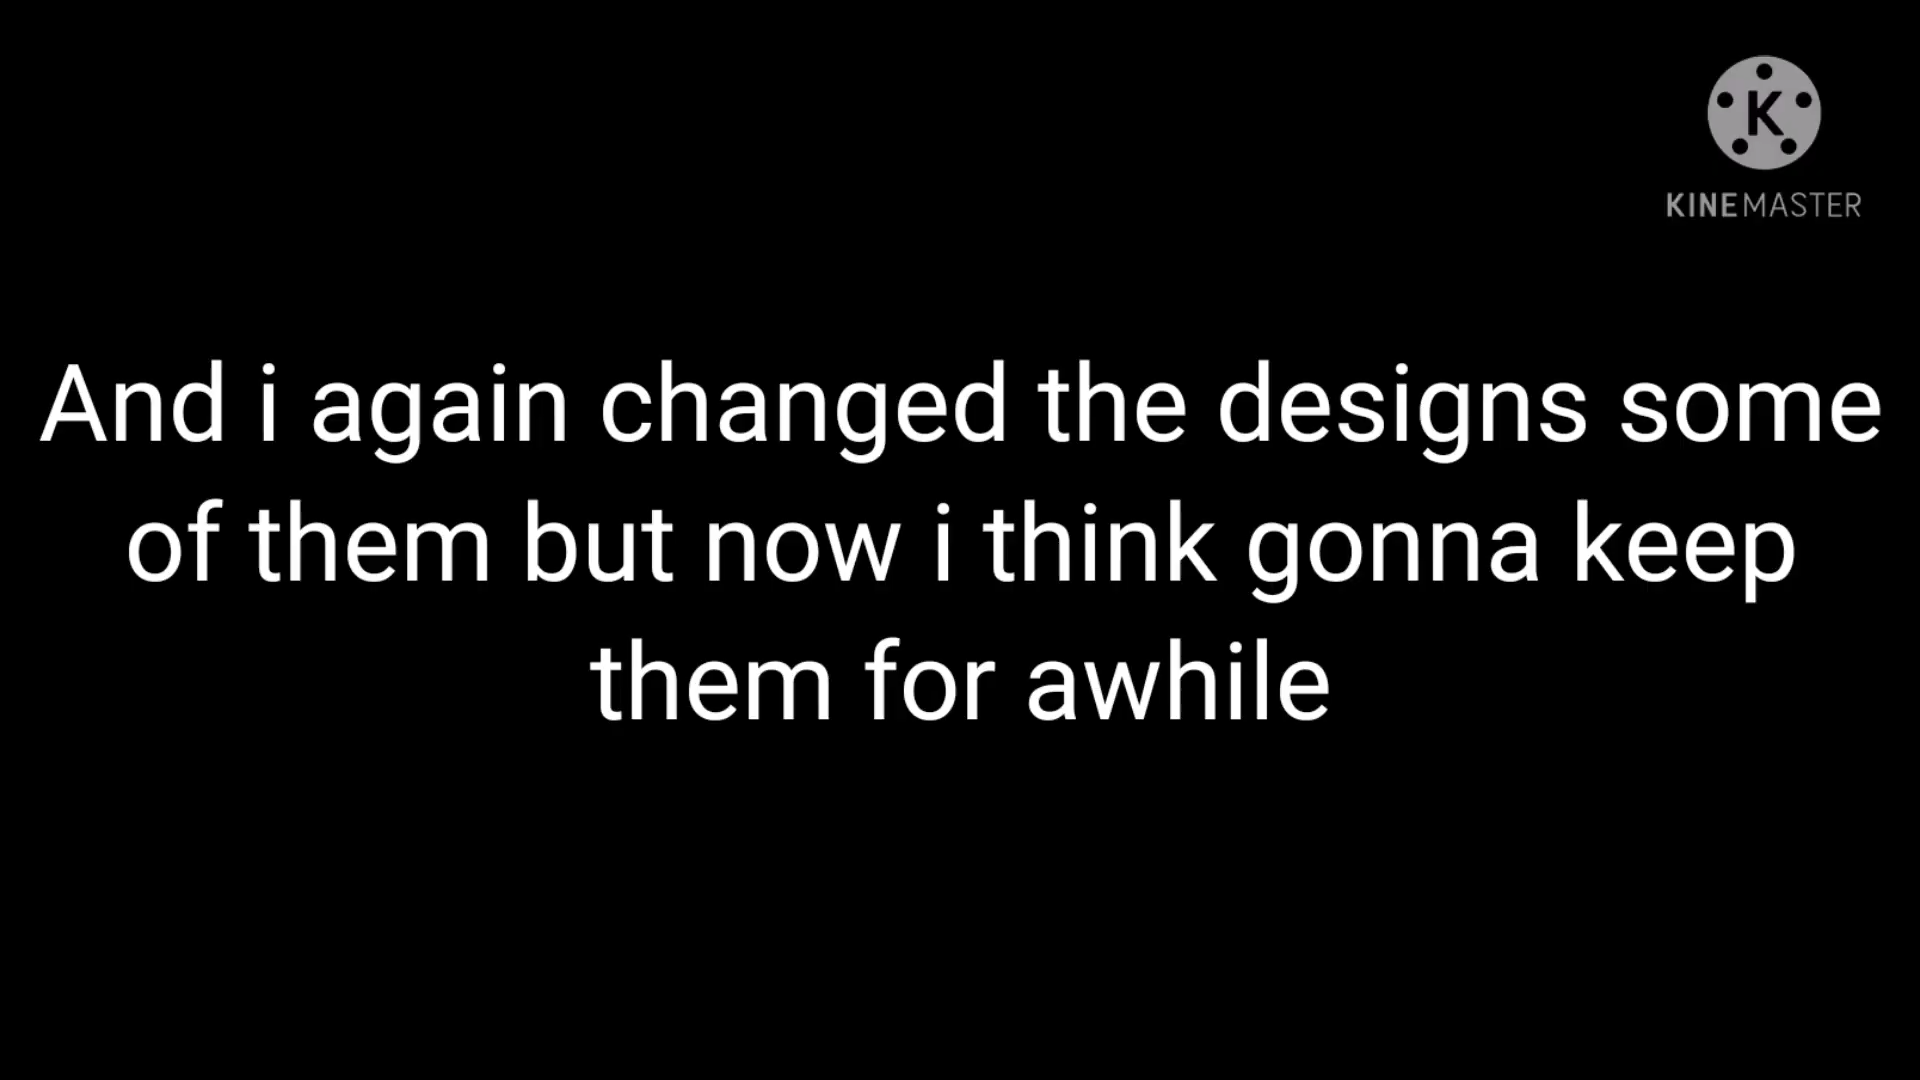 K
KINEMASTER
And i again changed the designs some
of them but now i think gonna keep
them for awhile